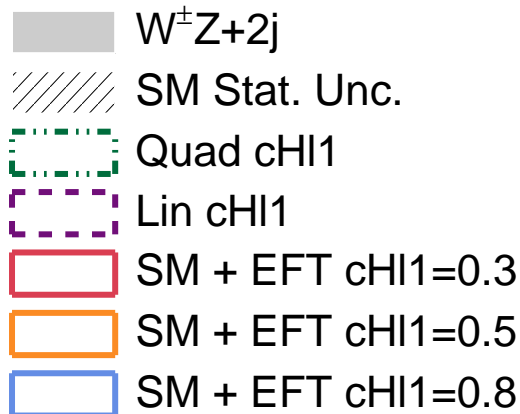 W±Z+2j
SM Stat. Unc.
Quad cHl1
Lin cHl1
SM + EFT cHl1=0.3
SM + EFT cHl1=0.5
SM + EFT cHl1=0.8